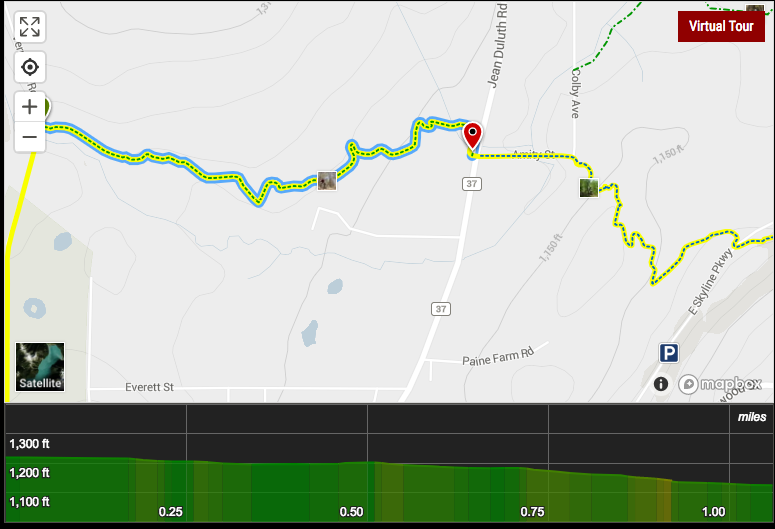 1,31
Virtual Tour
Jean Duluth Rd
Colby Ave
Amity St
1,150 ft
37
1,150 ft
E Skyline Pkwy
37
P
Paine Farm Rd
Satellite
Everett St
mapbox
miles
1,300 ft
1,200 ft
1,100 ft
0.25 0.50 0.75 1.00